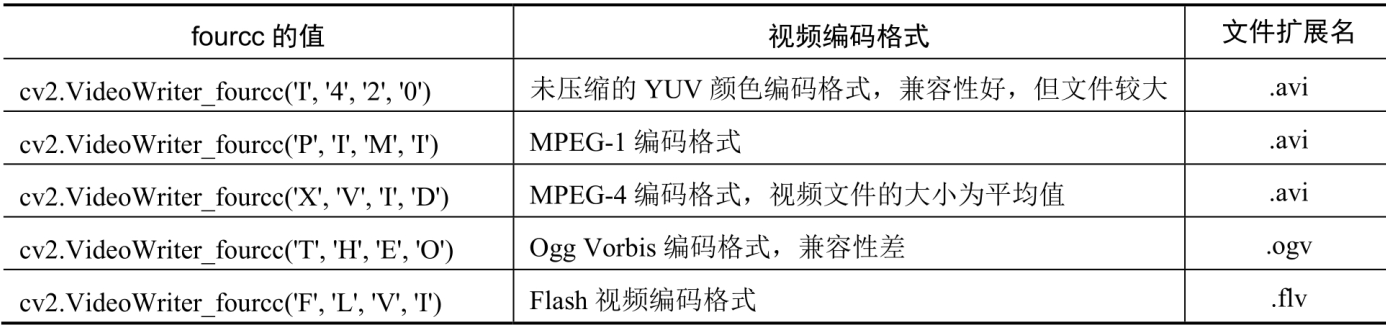 fourcc 的值 视频编码格式 文件扩展名
cv2.VideoWriter_fourcc('I', '4', '2', '0') 未压缩的 YUV 颜色编码格式，兼容性好，但文件较大 .avi
cv2.VideoWriter_fourcc('P', 'I', 'M', 'I') MPEG-1 编码格式 .avi
cv2.VideoWriter_fourcc('X', 'V', 'I', 'D') MPEG-4 编码格式，视频文件的大小为平均值 .avi
cv2.VideoWriter_fourcc('T', 'H', 'E', 'O') Ogg Vorbis 编码格式，兼容性差 .ogv
cv2.VideoWriter_fourcc('F', 'L', 'V', 'I') Flash 视频编码格式 .flv